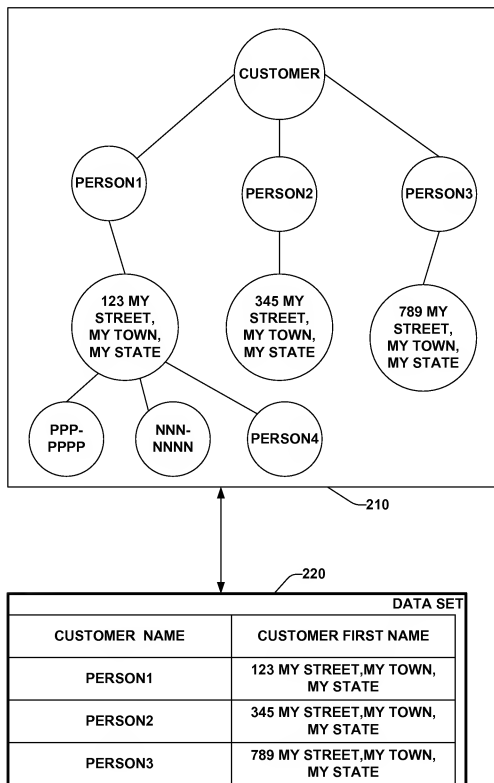 CUSTOMER
PERSON1
PERSON2
PERSON3
123 MY
STREET,
MY TOWN,
MY STATE
345 MY
STREET,
MY TOWN,
MY STATE
789 MY
STREET,
MY TOWN,
MY STATE
PPP-
PPPP
NNN-
NNNN
PERSON4
210
220
DATA SET
CUSTOMER NAME
CUSTOMER FIRST NAME
PERSON1
123 MY STREET,MY TOWN,
MY STATE
PERSON2
345 MY STREET,MY TOWN,
MY STATE
PERSON3
789 MY STREET,MY TOWN,
MY STATE